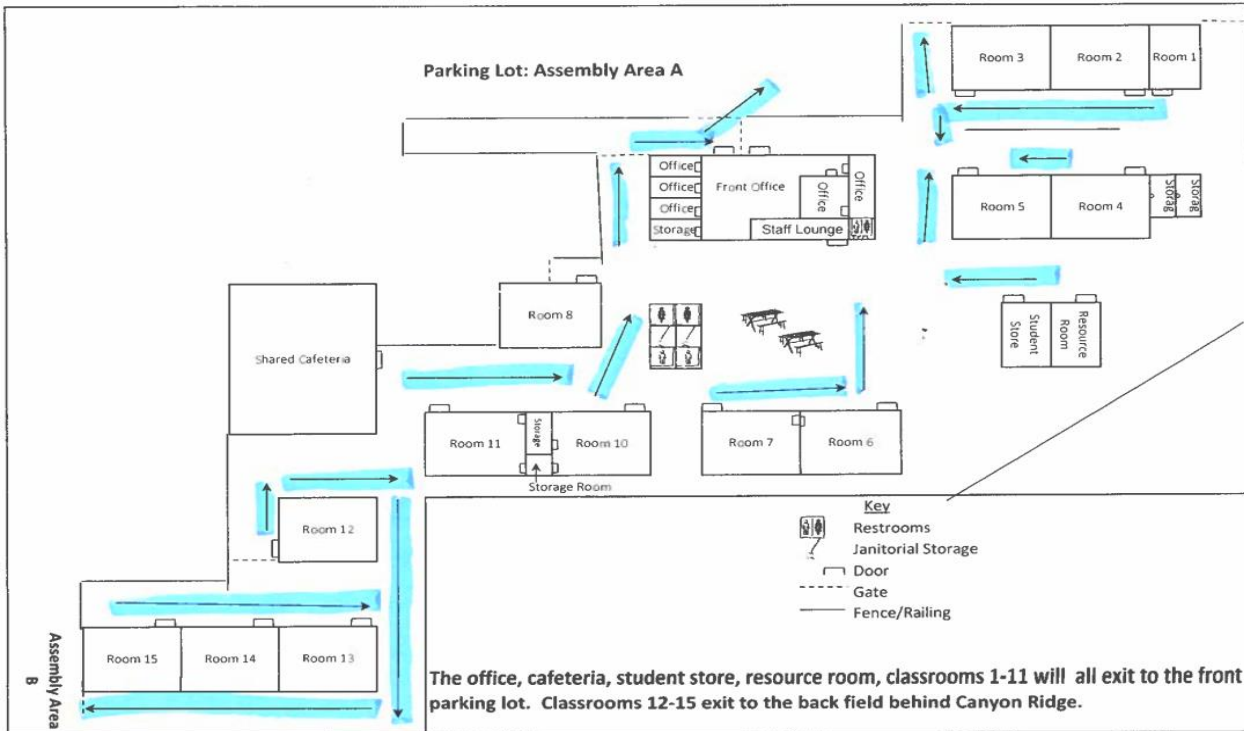 Parking Lot: Assembly Area A
Room 3
Room 2
Room 1
Office
Office
Office
Storage
Front Office
Office
Office
Staff Lounge
Room 5
Room 4
Storag
Storag
Room 8
Student
Store
Resource
Room
Shared Cafeteria
Room 11
Storage
Room 10
Room 7
Room 6
Storage Room
Room 12
Key
Restrooms
Janitorial Storage
Door
Gate
Fence/Railing
Room 15
Room 14
Room 13
Assembly Area
B
The office, cafeteria, student store, resource room, classrooms 1-11 will all exit to the front
parking lot. Classrooms 12-15 exit to the back field behind Canyon Ridge.